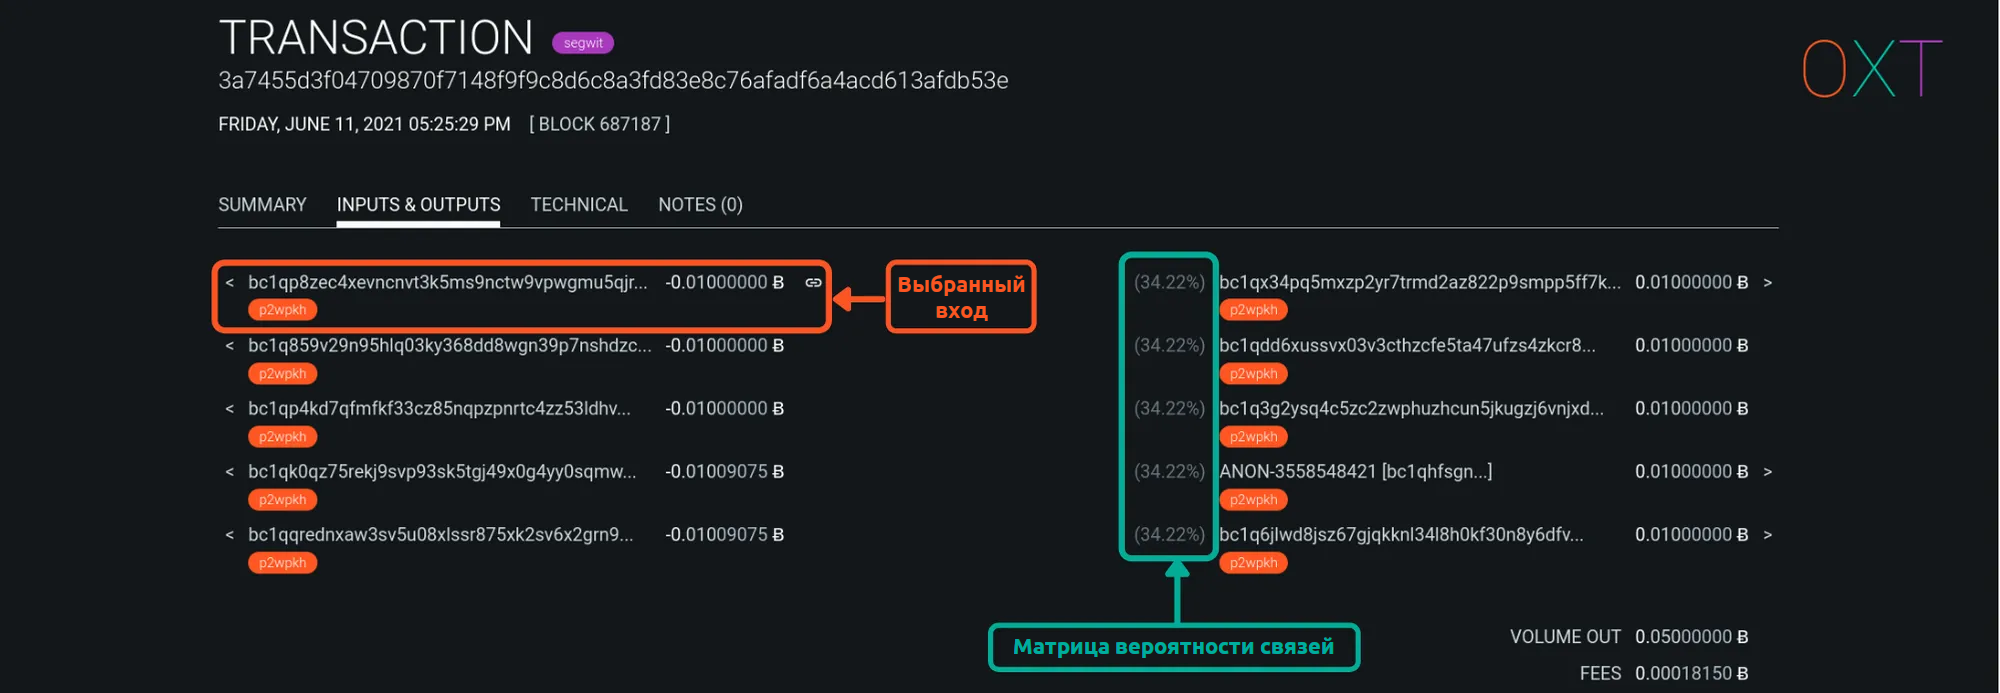 TRANSACTION segwit
3a7455d3f04709870f7148f9f9c8d6c8a3fd83e8c76afadf6a4acd613afdb53e
OXT
FRIDAY, JUNE 11, 2021 05:25:29 PM [ BLOCK 687187 ]
SUMMARY INPUTS & OUTPUTS TECHNICAL NOTES (0)
< bc1qp8zec4xevncnvt3k5ms9nctw9vpwgmu5qjr... -0.01000000 Ƀ
p2wpkh
Выбранный
вход
(34.22%) bc1qx34pq5mxzp2yr7trmd2az822p9smpp5ff7k... 0.01000000 Ƀ >
p2wpkh
< bc1q859v29n95hlq03ky368dd8wgn39p7nshdzc... -0.01000000 Ƀ
p2wpkh
(34.22%) bc1qdd6xussvx03v3cthzcfe5ta47ufzs4zkcr8... 0.01000000 Ƀ
p2wpkh
< bc1qp4kd7qfmfkf33cz85nqpzpnrtc4zz53ldhv... -0.01000000 Ƀ
p2wpkh
(34.22%) bc1q3g2ysq4c5zc2zwphuzhcun5jkugzj6vnjxd... 0.01000000 Ƀ
p2wpkh
< bc1qk0qz75rekj9svp93sk5tgj49x0g4yy0sqmw... -0.01009075 Ƀ
p2wpkh
(34.22%) ANON-3558548421 [bc1qhfsgn...] 0.01000000 Ƀ >
p2wpkh
< bc1qqrednxaw3sv5u08xlssr875xk2sv6x2grn9... -0.01009075 Ƀ
p2wpkh
(34.22%) bc1q6jlwd8jsz67gjqkknl34l8h0kf30n8y6dfv... 0.01000000 Ƀ >
p2wpkh
Матрица вероятности связей
VOLUME OUT 0.05000000 Ƀ
FEES 0.00018150 Ƀ